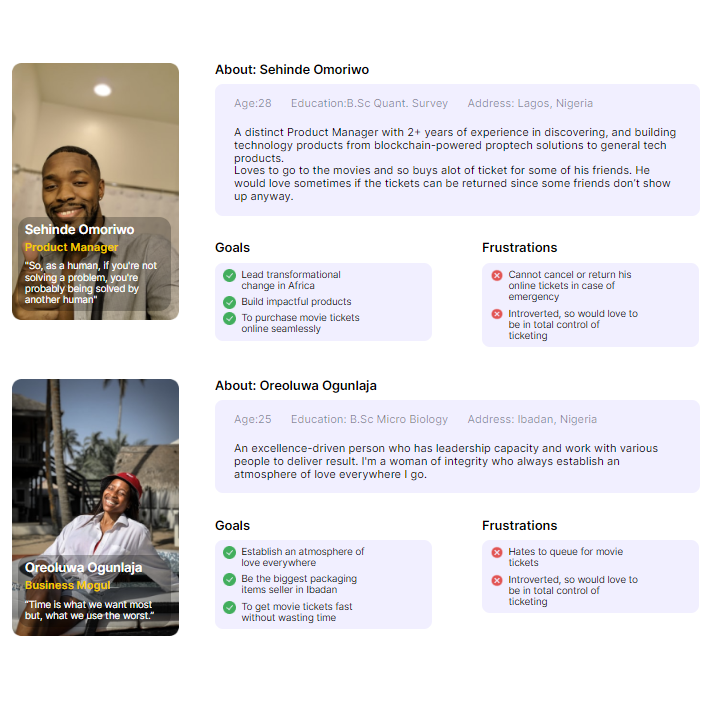 About: Sehinde Omoriwo
Age:28 Education:B.Sc Quant. Survey Address: Lagos, Nigeria
A distinct Product Manager with 2+ years of experience in discovering, and building
technology products from blockchain-powered proptech solutions to general tech
products.
Loves to go to the movies and so buys alot of ticket for some of his friends. He
would love sometimes if the tickets can be returned since some friends don't show
up anyway.
Sehinde Omoriwo
Product Manager
"So, as a human, if you're not
solving a problem, you're
probably being solved by
another human"
Goals
Lead transformational
change in Africa
Build impactful products
To purchase movie tickets
online seamlessly
Frustrations
Cannot cancel or return his
online tickets in case of
emergency
Introverted, so would love to
be in total control of
ticketing
About: Oreoluwa Ogunlaja
Age:25 Education: B.Sc Micro Biology Address: Ibadan, Nigeria
An excellence-driven person who has leadership capacity and work with various
people to deliver result. I'm a woman of integrity who always establish an
atmosphere of love everywhere I go.
Oreoluwa Ogunlaja
Business Mogul
"Time is what we want most
but, what we use the worst."
Goals
Establish an atmosphere of
love everywhere
Be the biggest packaging
items seller in Ibadan
To get movie tickets fast
without wasting time
Frustrations
Hates to queue for movie
tickets
Introverted, so would love to
be in total control of
ticketing